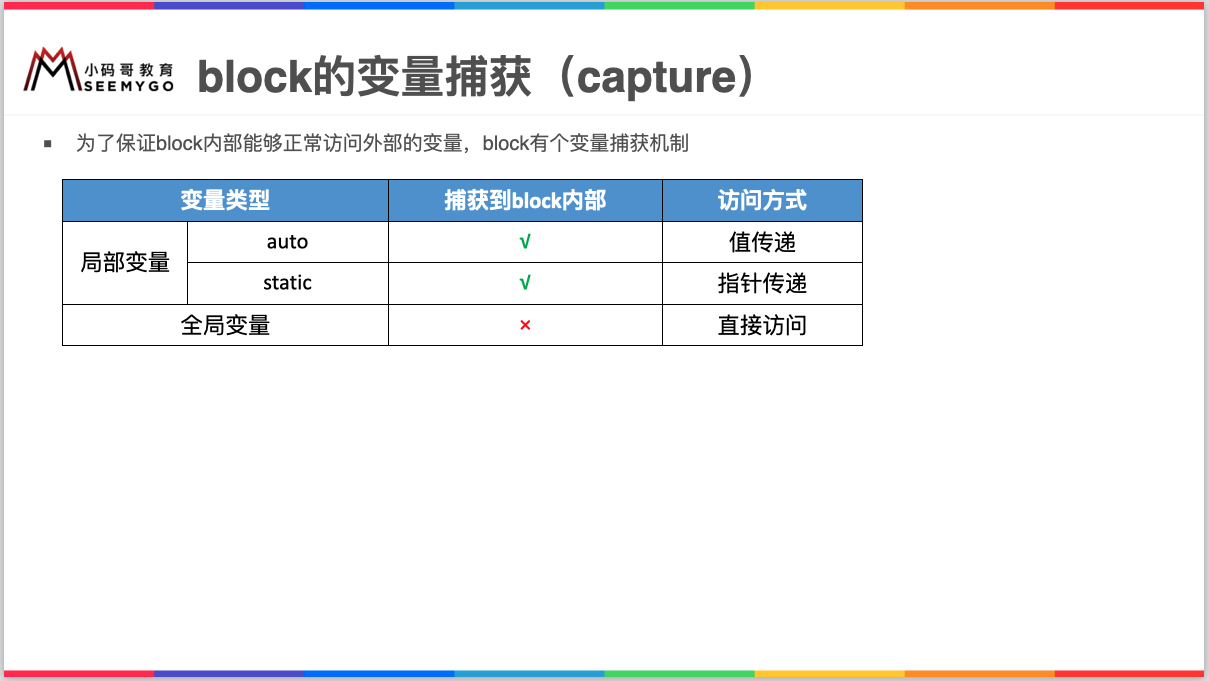 小码哥教育
SEEMYGO
block的变量捕获（capture）
为了保证block内部能够正常访问外部的变量，block有个变量捕获机制
变量类型 捕获到block内部 访问方式
局部变量 auto √ 值传递
static √ 指针传递
全局变量 × 直接访问